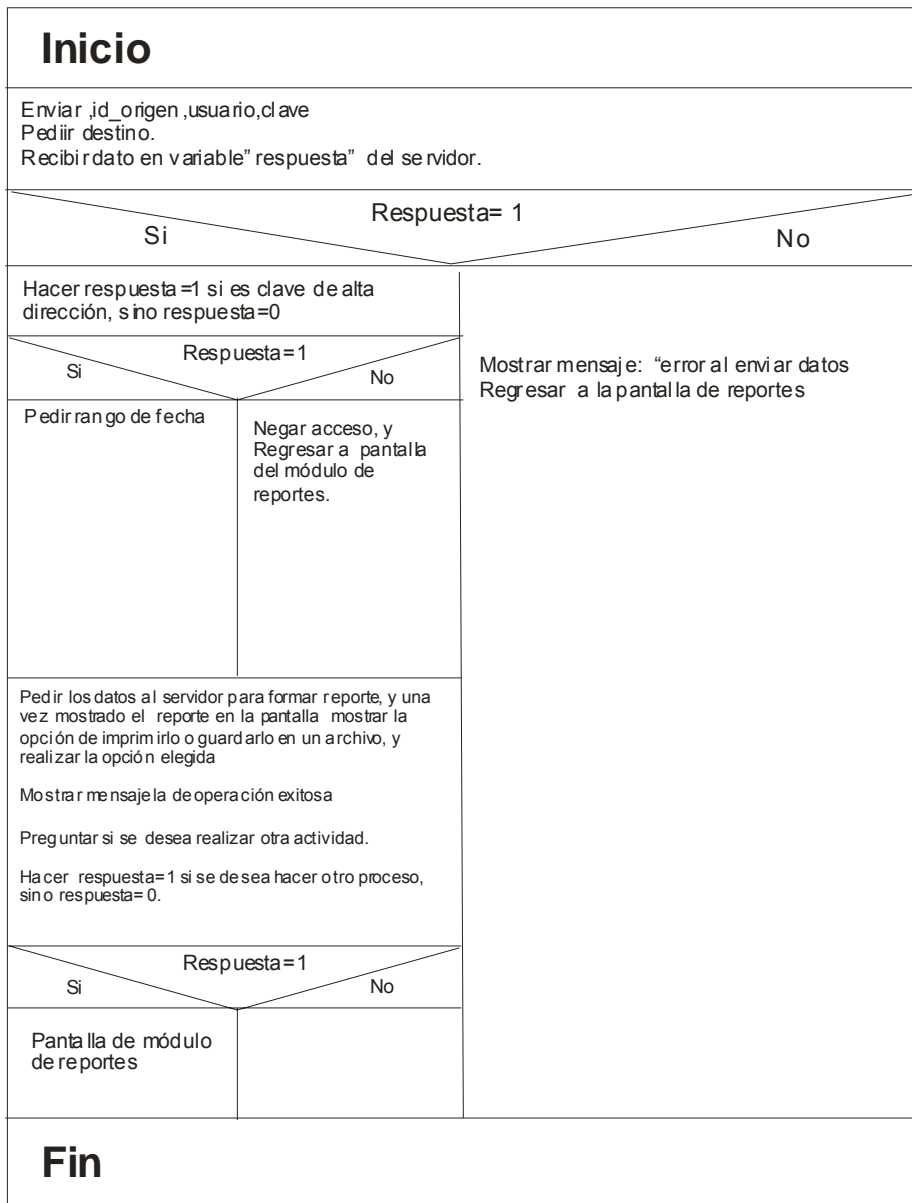 Inicio
Enviar ,id_origen ,usuario,clave
Pediir destino.
Recibir dato en variable” respuesta” del servidor.
Respuesta= 1
Si
No
Hacer respuesta =1 si es clave de alta
dirección, sino respuesta=0
Respuesta=1
Si
No
Mostrar mensaje: “error al enviar datos
Regresar a la pantalla de reportes
Pedir rango de fecha
Negar acceso, y
Regresar a pantalla
del módulo de
reportes.
Pedir los datos al servidor para formar reporte, y una
vez mostrado el reporte en la pantalla mostrar la
opción de imprimirlo o guardarlo en un archivo, y
realizar la opción elegida
Mostrar mensaje la de operación exitosa
Preguntar si se desea realizar otra actividad.
Hacer respuesta= 1 si se desea hacer otro proceso,
sino respuesta= 0.
Respuesta=1
Si
No
Pantalla de módulo
de reportes
Fin